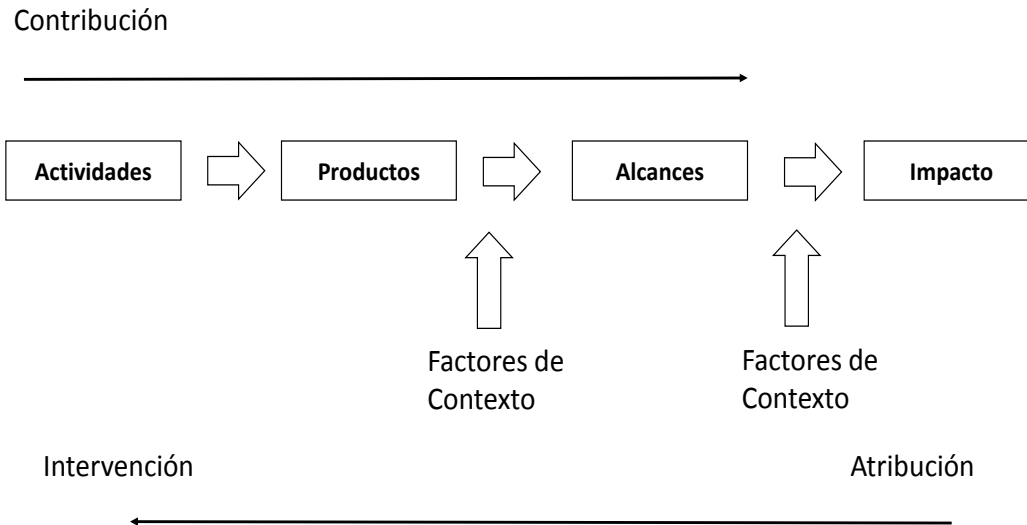 Contribución
Actividades
Productos
Alcances
Impacto
Factores de
Contexto
Factores de
Contexto
Intervención
Atribución